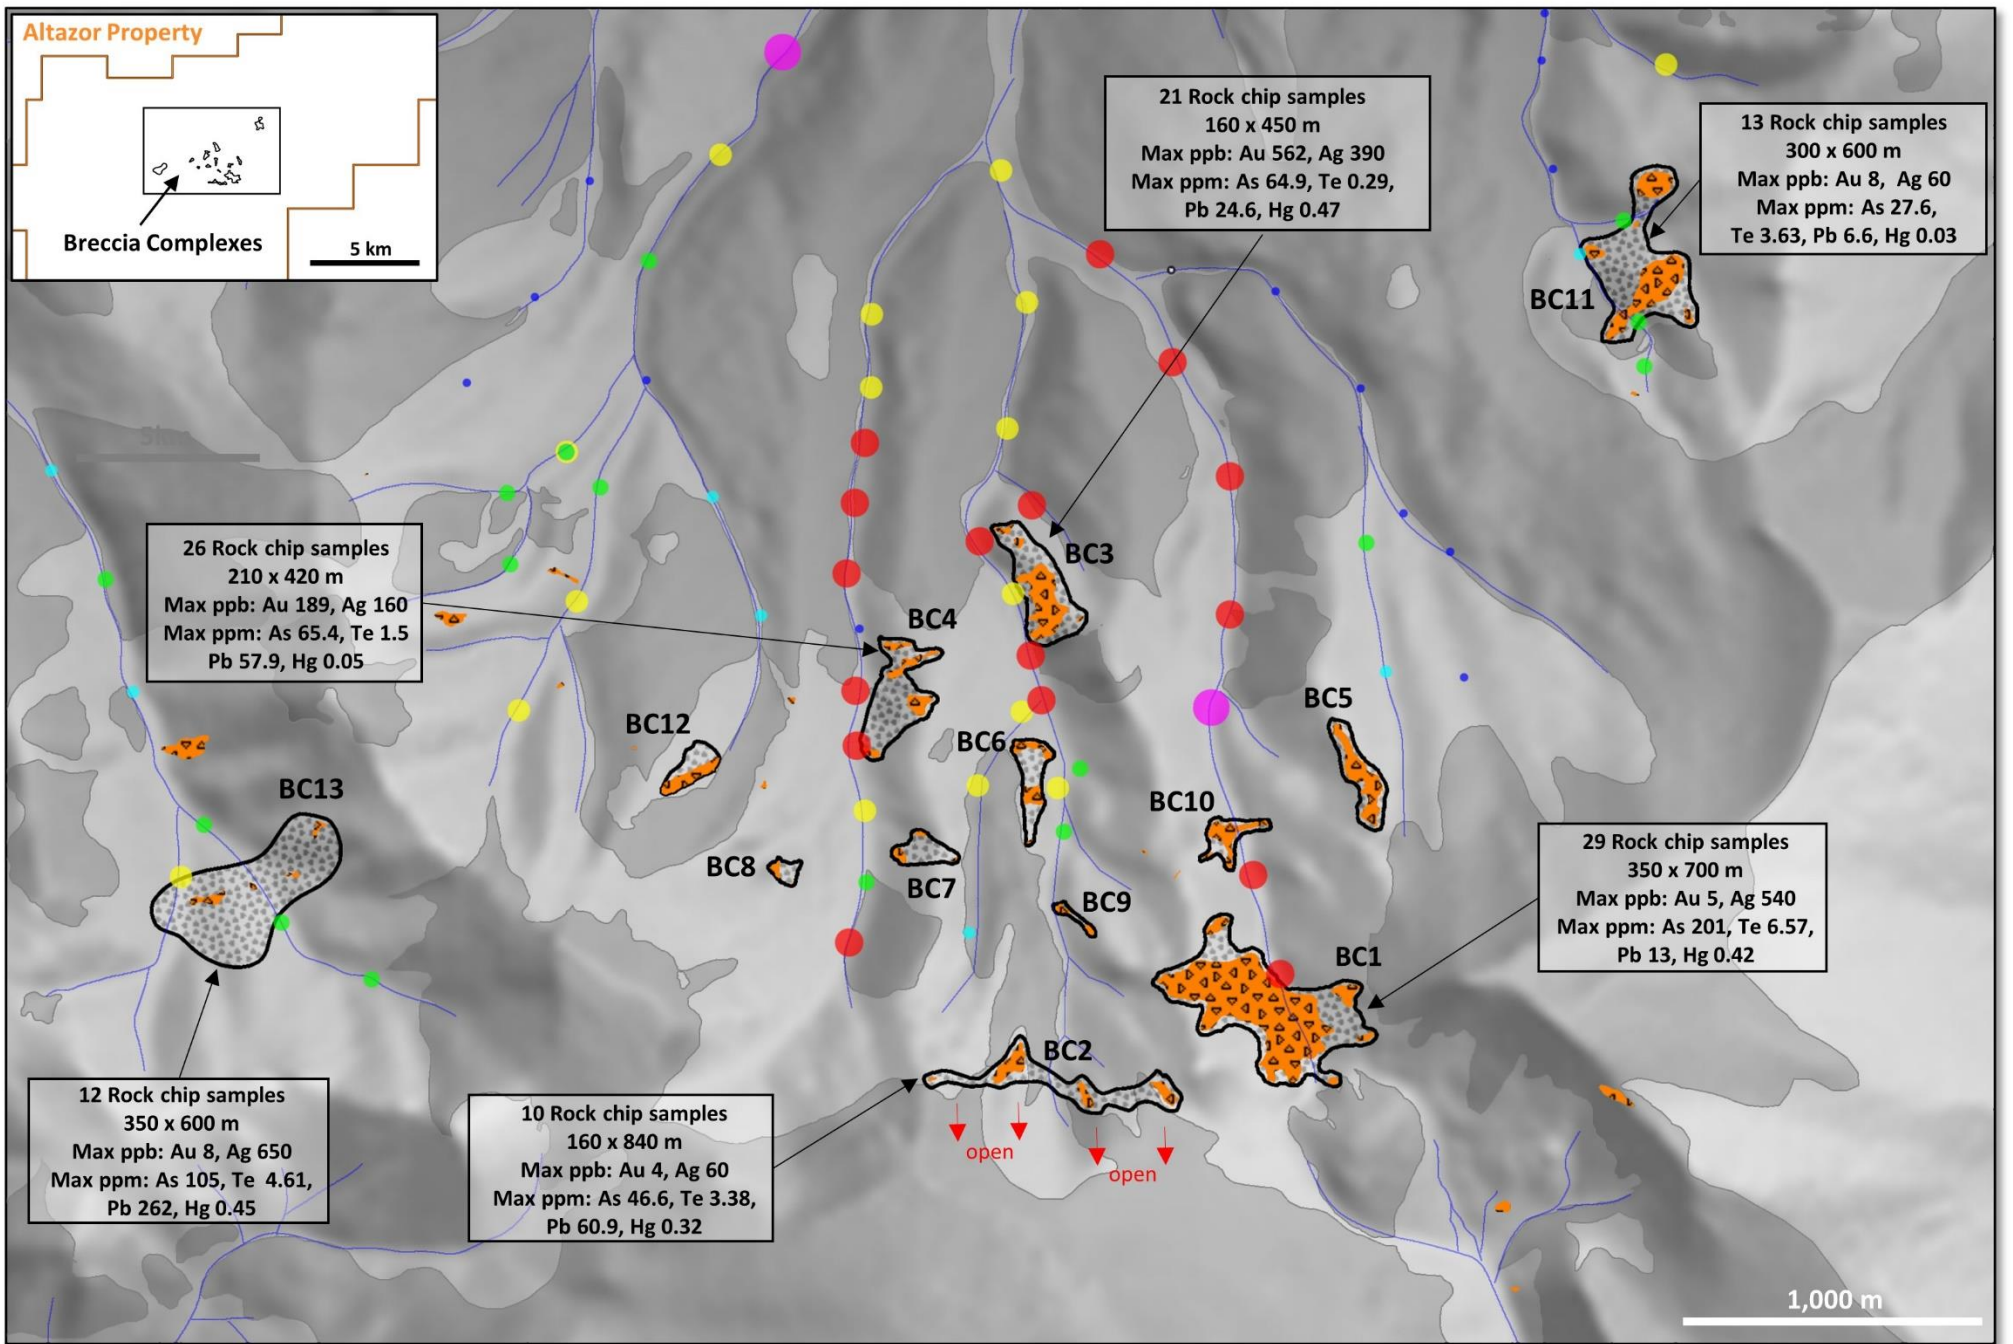 Altazor Property
Breccia Complexes
5 km
21 Rock chip samples
160 x 450 m
Max ppb: Au 562, Ag 390
Max ppm: As 64.9, Te 0.29,
Pb 24.6, Hg 0.47
13 Rock chip samples
300 x 600 m
Max ppb: Au 8, Ag 60
Max ppm: As 27.6,
Te 3.63, Pb 6.6, Hg 0.03
BC11
5km
26 Rock chip samples
210 x 420 m
Max ppb: Au 189, Ag 160
Max ppm: As 65.4, Te 1.5
Pb 57.9, Hg 0.05
BC3
BC4
BC12
BC6
BC5
BC13
BC10
BC8
BC7
BC9
29 Rock chip samples
350 x 700 m
Max ppb: Au 5, Ag 540
Max ppm: As 201, Te 6.57,
Pb 13, Hg 0.42
BC1
BC2
12 Rock chip samples
350 x 600 m
Max ppb: Au 8, Ag 650
Max ppm: As 105, Te 4.61,
Pb 262, Hg 0.45
10 Rock chip samples
160 x 840 m
Max ppb: Au 4, Ag 60
Max ppm: As 46.6, Te 3.38,
Pb 60.9, Hg 0.32
open
open
1,000 m